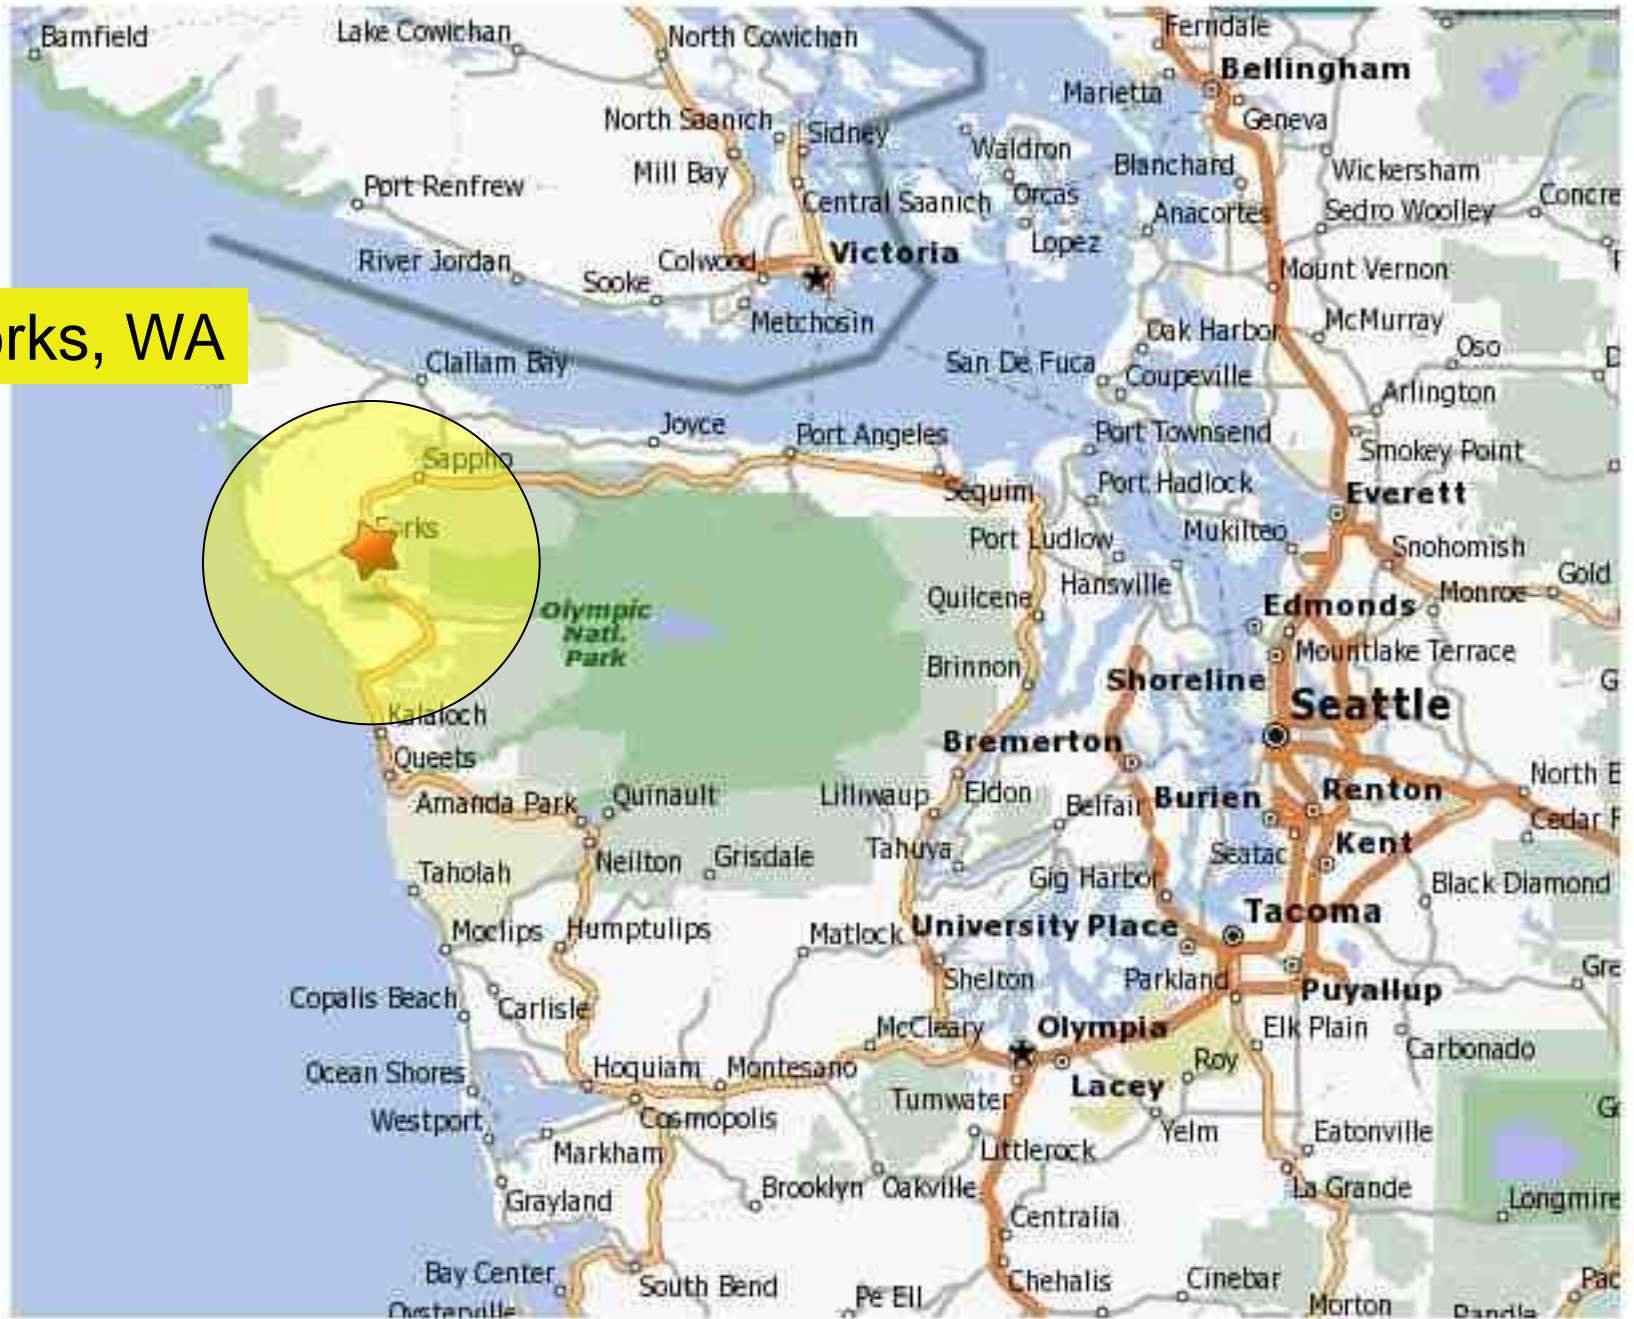 Bamfield
Lake Cowichan
North Cowichan
Ferndale
Bellingham
Marietta
Geneva
North Saanich
Sidney
Waldron
Blanchard
Wickersham
Mill Bay
Port Renfrew
Central Saanich
Orcas
Anacortes
Sedro Woolley
Concre
Lopez
River Jordan
Colwood
Victoria
Mount Vernon
Sooke
Metchosin
Oak Harbor
McMurray
rks, WA
Clallam Bay
San De Fuca
Coupeville
Oso
Arlington
Joyce
Port Angeles
Port Townsend
Smokey Point
Sappho
Sequim
Port Hadlock
Everett
Forks
Port Ludlow
Mukilteo
Snohomish
Hansville
Gold
Quilcene
Edmonds
Monroe
Olympic
Natl.
Park
Mountlake Terrace
Brinnon
Shoreline
Seattle
Kalaloch
Bremerton
Queets
North B
Amanda Park
Quinault
Lilliwaup
Eldon
Belfair
Burien
Renton
Cedar F
Neilton
Grisdale
Tahuya
Seatac
Kent
Taholah
Gig Harbor
Black Diamond
Moclips
Humptulips
Matlock
University Place
Tacoma
Shelton
Parkland
Puyallup
Gre
Copalis Beach
Carlisle
McCleary
Olympia
Elk Plain
Carbonado
Ocean Shores
Hoquiam
Montesano
Lacey
Roy
Tumwater
Westport
Cosmopolis
Markham
Littlerock
Yelm
Eatonville
Grayland
Brooklyn
Oakville
La Grande
Longmire
Centralia
Bay Center
South Bend
Chehalis
Cinebar
Pac
Oysterville
Pe Ell
Morton
Randle